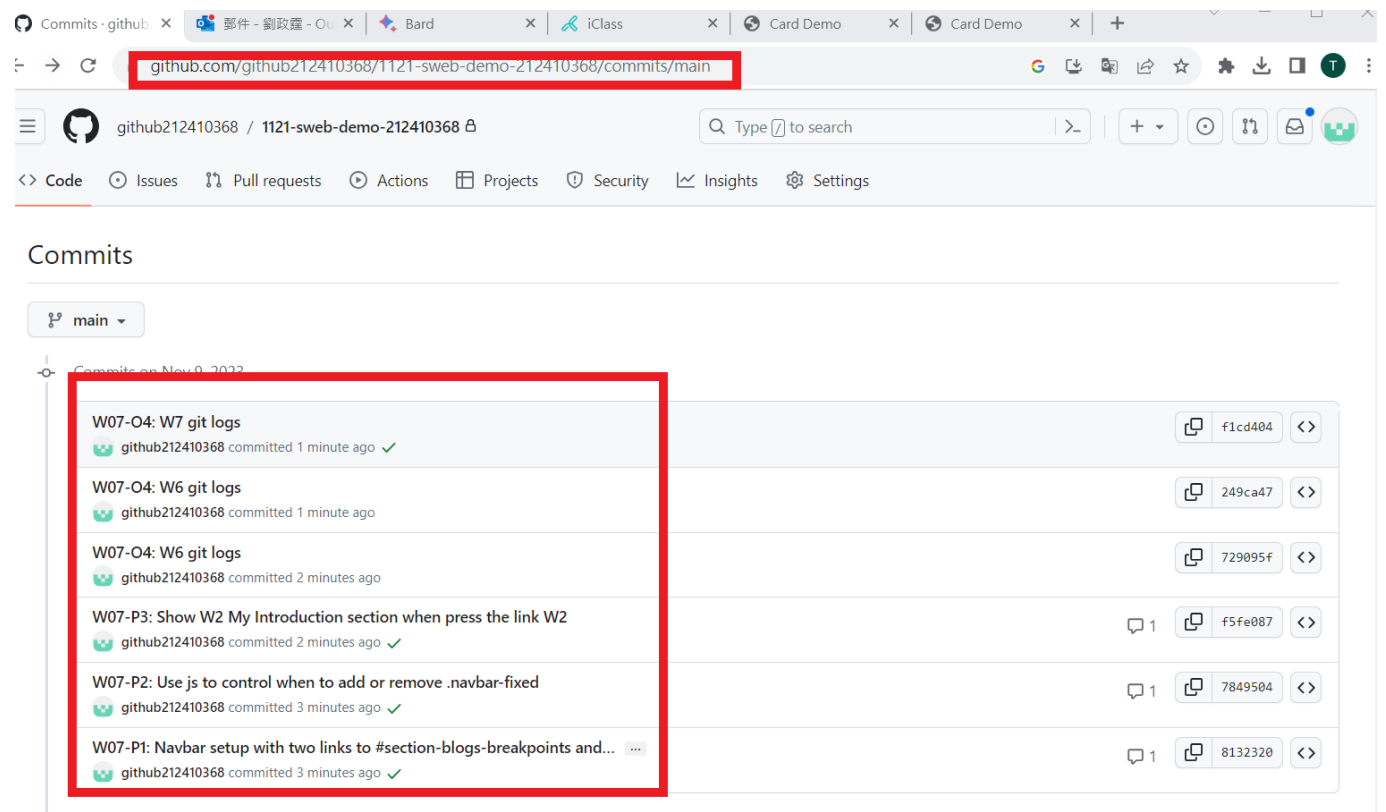 Commits · github 郵件 - 劉政霆 - Ou Bard iClass Card Demo Card Demo
github.com/github212410368/1121-sweb-demo-212410368/commits/main T
github212410368 / 1121-sweb-demo-212410368 Type / to search
Code Issues Pull requests Actions Projects Security Insights Settings
Commits
main
Commits on Nov 9, 2023
W07-O4: W7 git logs
github212410368 committed 1 minute ago
f1cd404
W07-O4: W6 git logs
github212410368 committed 1 minute ago
249ca47
W07-O4: W6 git logs
github212410368 committed 2 minutes ago
729095f
W07-P3: Show W2 My Introduction section when press the link W2
github212410368 committed 2 minutes ago
1 f5fe087
W07-P2: Use js to control when to add or remove .navbar-fixed
github212410368 committed 3 minutes ago
1 7849504
W07-P1: Navbar setup with two links to #section-blogs-breakpoints and... …
github212410368 committed 3 minutes ago
1 8132320